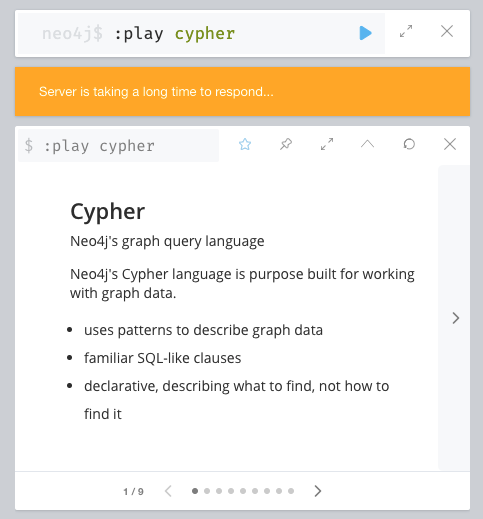 neo4j$ :play cypher
Server is taking a long time to respond...
$ :play cypher
Cypher
Neo4j's graph query language
Neo4j's Cypher language is purpose built for working
with graph data.
• uses patterns to describe graph data
• familiar SQL-like clauses
• declarative, describing what to find, not how to
find it
1 / 9